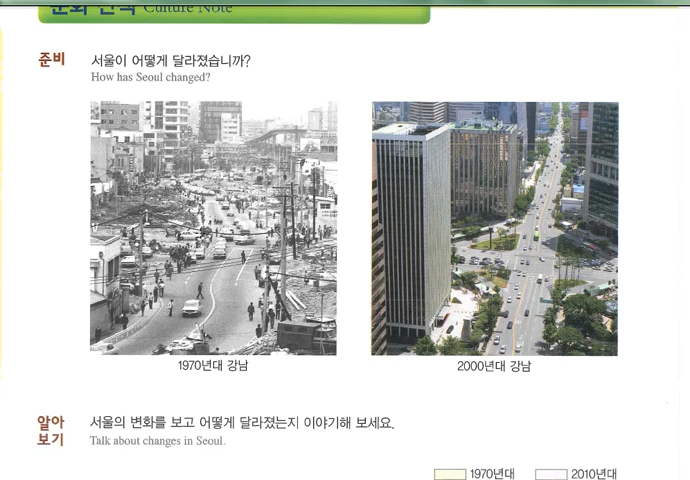 문화 산책 Culture Note
준비
서울이 어떻게 달라졌습니까?
How has Seoul changed?
1970년대 강남
2000년대 강남
알아
보기
서울의 변화를 보고 어떻게 달라졌는지 이야기해 보세요.
Talk about changes in Seoul.
1970년대
2010년대